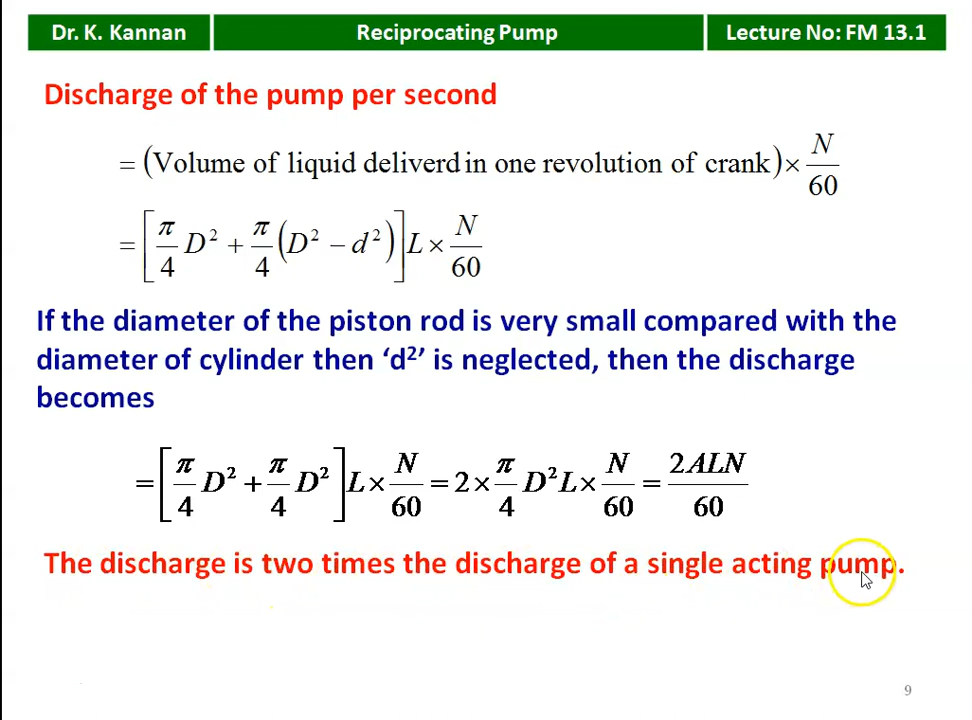 Dr. K. Kannan
Reciprocating Pump
Lecture No: FM 13.1
Discharge of the pump per second
= (Volume of liquid deliverd in one revolution of crank) × N/60
= [π/4 D² + π/4 (D² − d²)] L × N/60
If the diameter of the piston rod is very small compared with the
diameter of cylinder then ‘d²’ is neglected, then the discharge
becomes
= [π/4 D² + π/4 D²] L × N/60 = 2 × π/4 D² L × N/60 = 2ALN/60
The discharge is two times the discharge of a single acting pump.
9